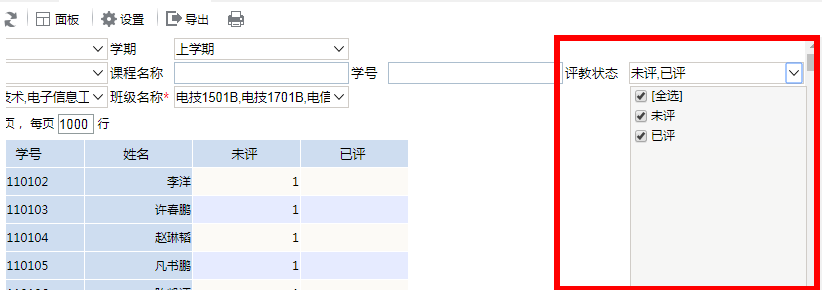 面板 设置 导出
学期 上学期
课程名称 学号 评教状态 未评,已评
技术,电子信息工 班级名称* 电技1501B,电技1701B,电信
页， 每页 1000 行
[全选]
未评
已评
学号 姓名 未评 已评
110102 李洋 1
110103 许春鹏 1
110104 赵琳韬 1
110105 凡书鹏 1